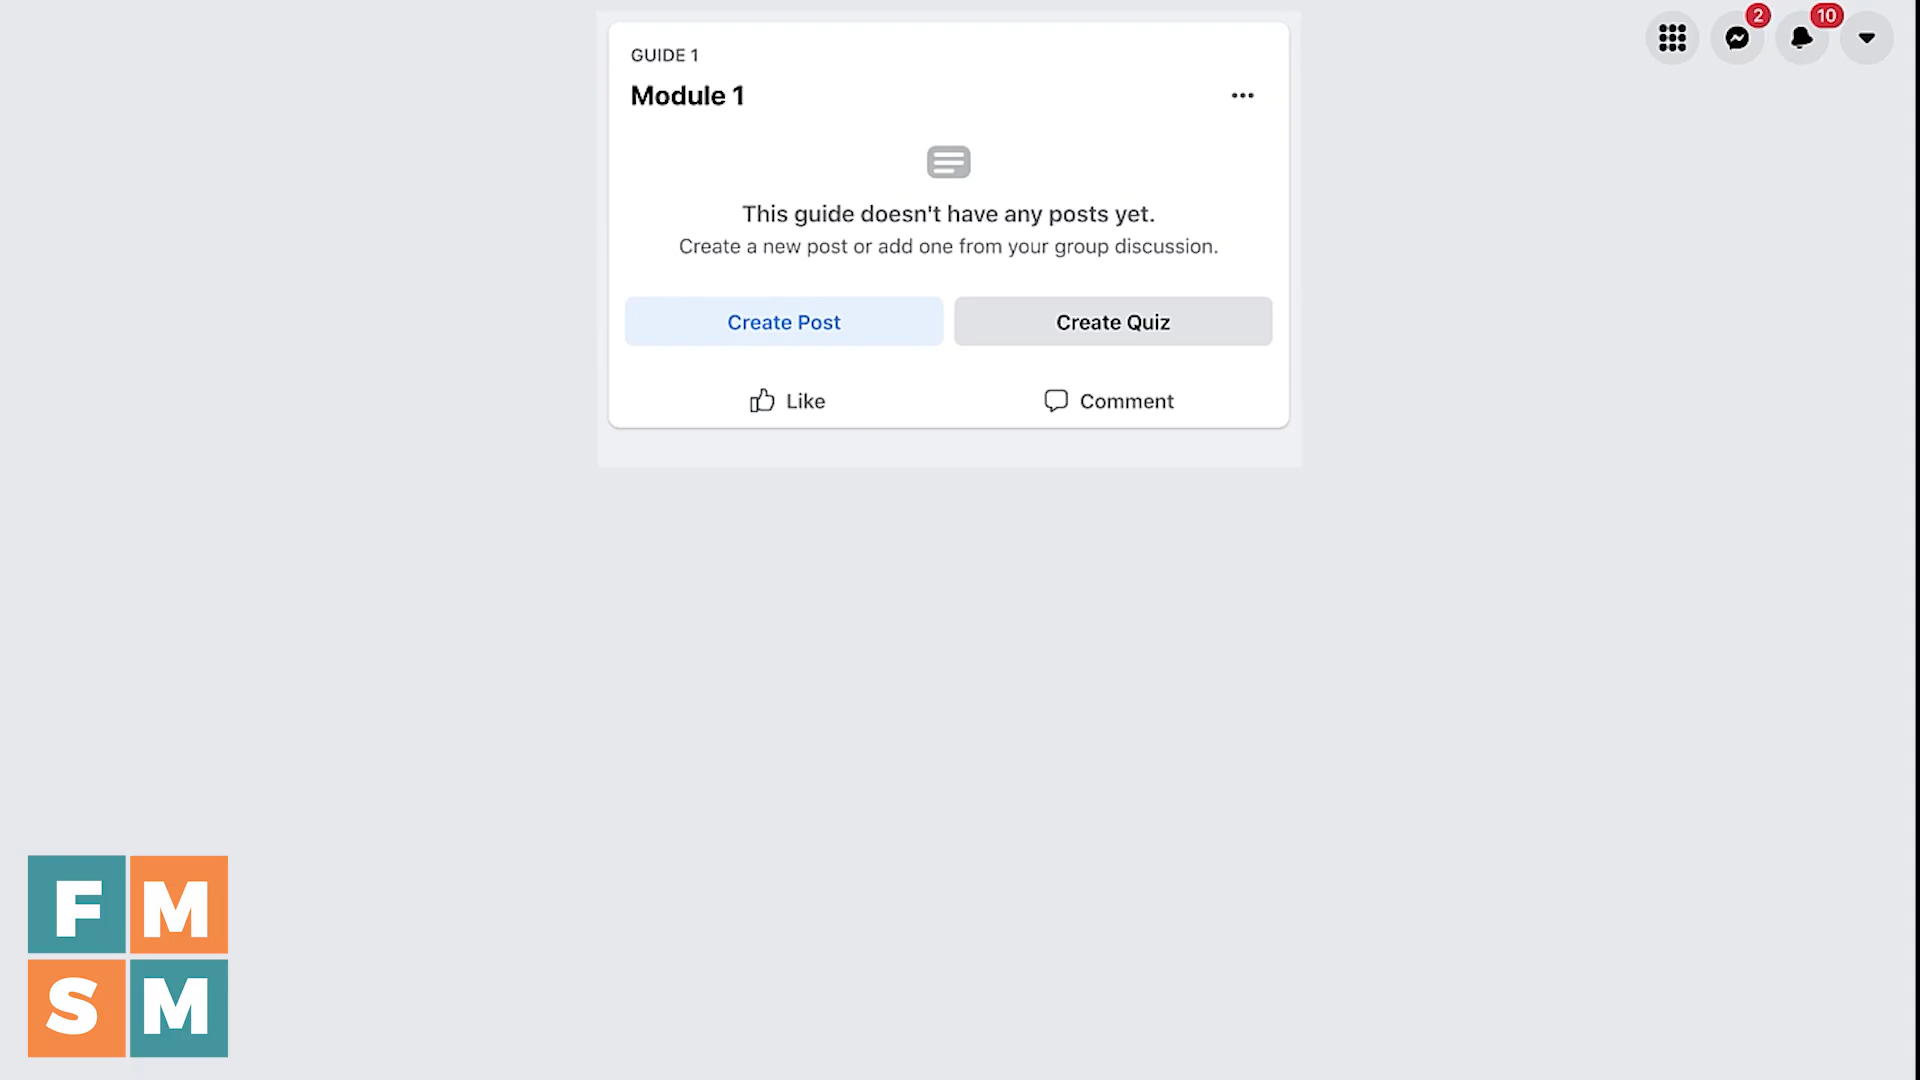 GUIDE 1
Module 1
This guide doesn't have any posts yet.
Create a new post or add one from your group discussion.
Create Post
Create Quiz
Like
Comment
2
10
F M
S M